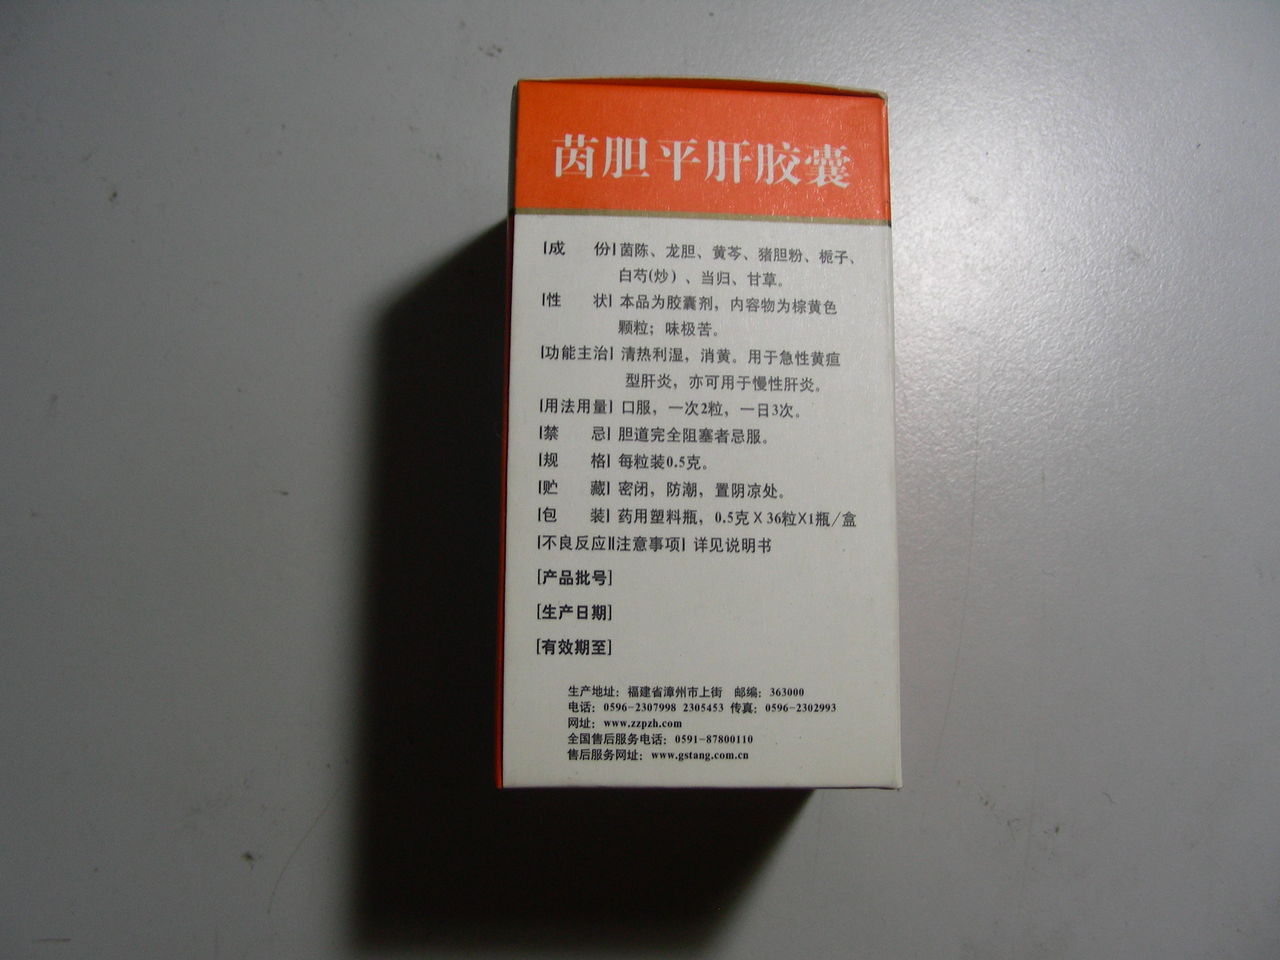 茵胆平肝胶囊
[成 份] 茵陈、龙胆、黄芩、猪胆粉、栀子、
白芍(炒)、当归、甘草。
[性 状] 本品为胶囊剂，内容物为棕黄色
颗粒；味极苦。
[功能主治] 清热利湿，消黄。用于急性黄疸
型肝炎，亦可用于慢性肝炎。
[用法用量] 口服，一次2粒，一日3次。
[禁 忌] 胆道完全阻塞者忌服。
[规 格] 每粒装0.5克。
[贮 藏] 密闭，防潮，置阴凉处。
[包 装] 药用塑料瓶，0.5克X36粒X1瓶/盒
[不良反应][注意事项] 详见说明书
[产品批号]
[生产日期]
[有效期至]
生产地址：福建省漳州市上街 邮编：363000
电话：0596-2307998 2305453 传真：0596-2302993
网址：www.zzpzh.com
全国售后服务电话：0591-87800110
售后服务网址：www.gstang.com.cn